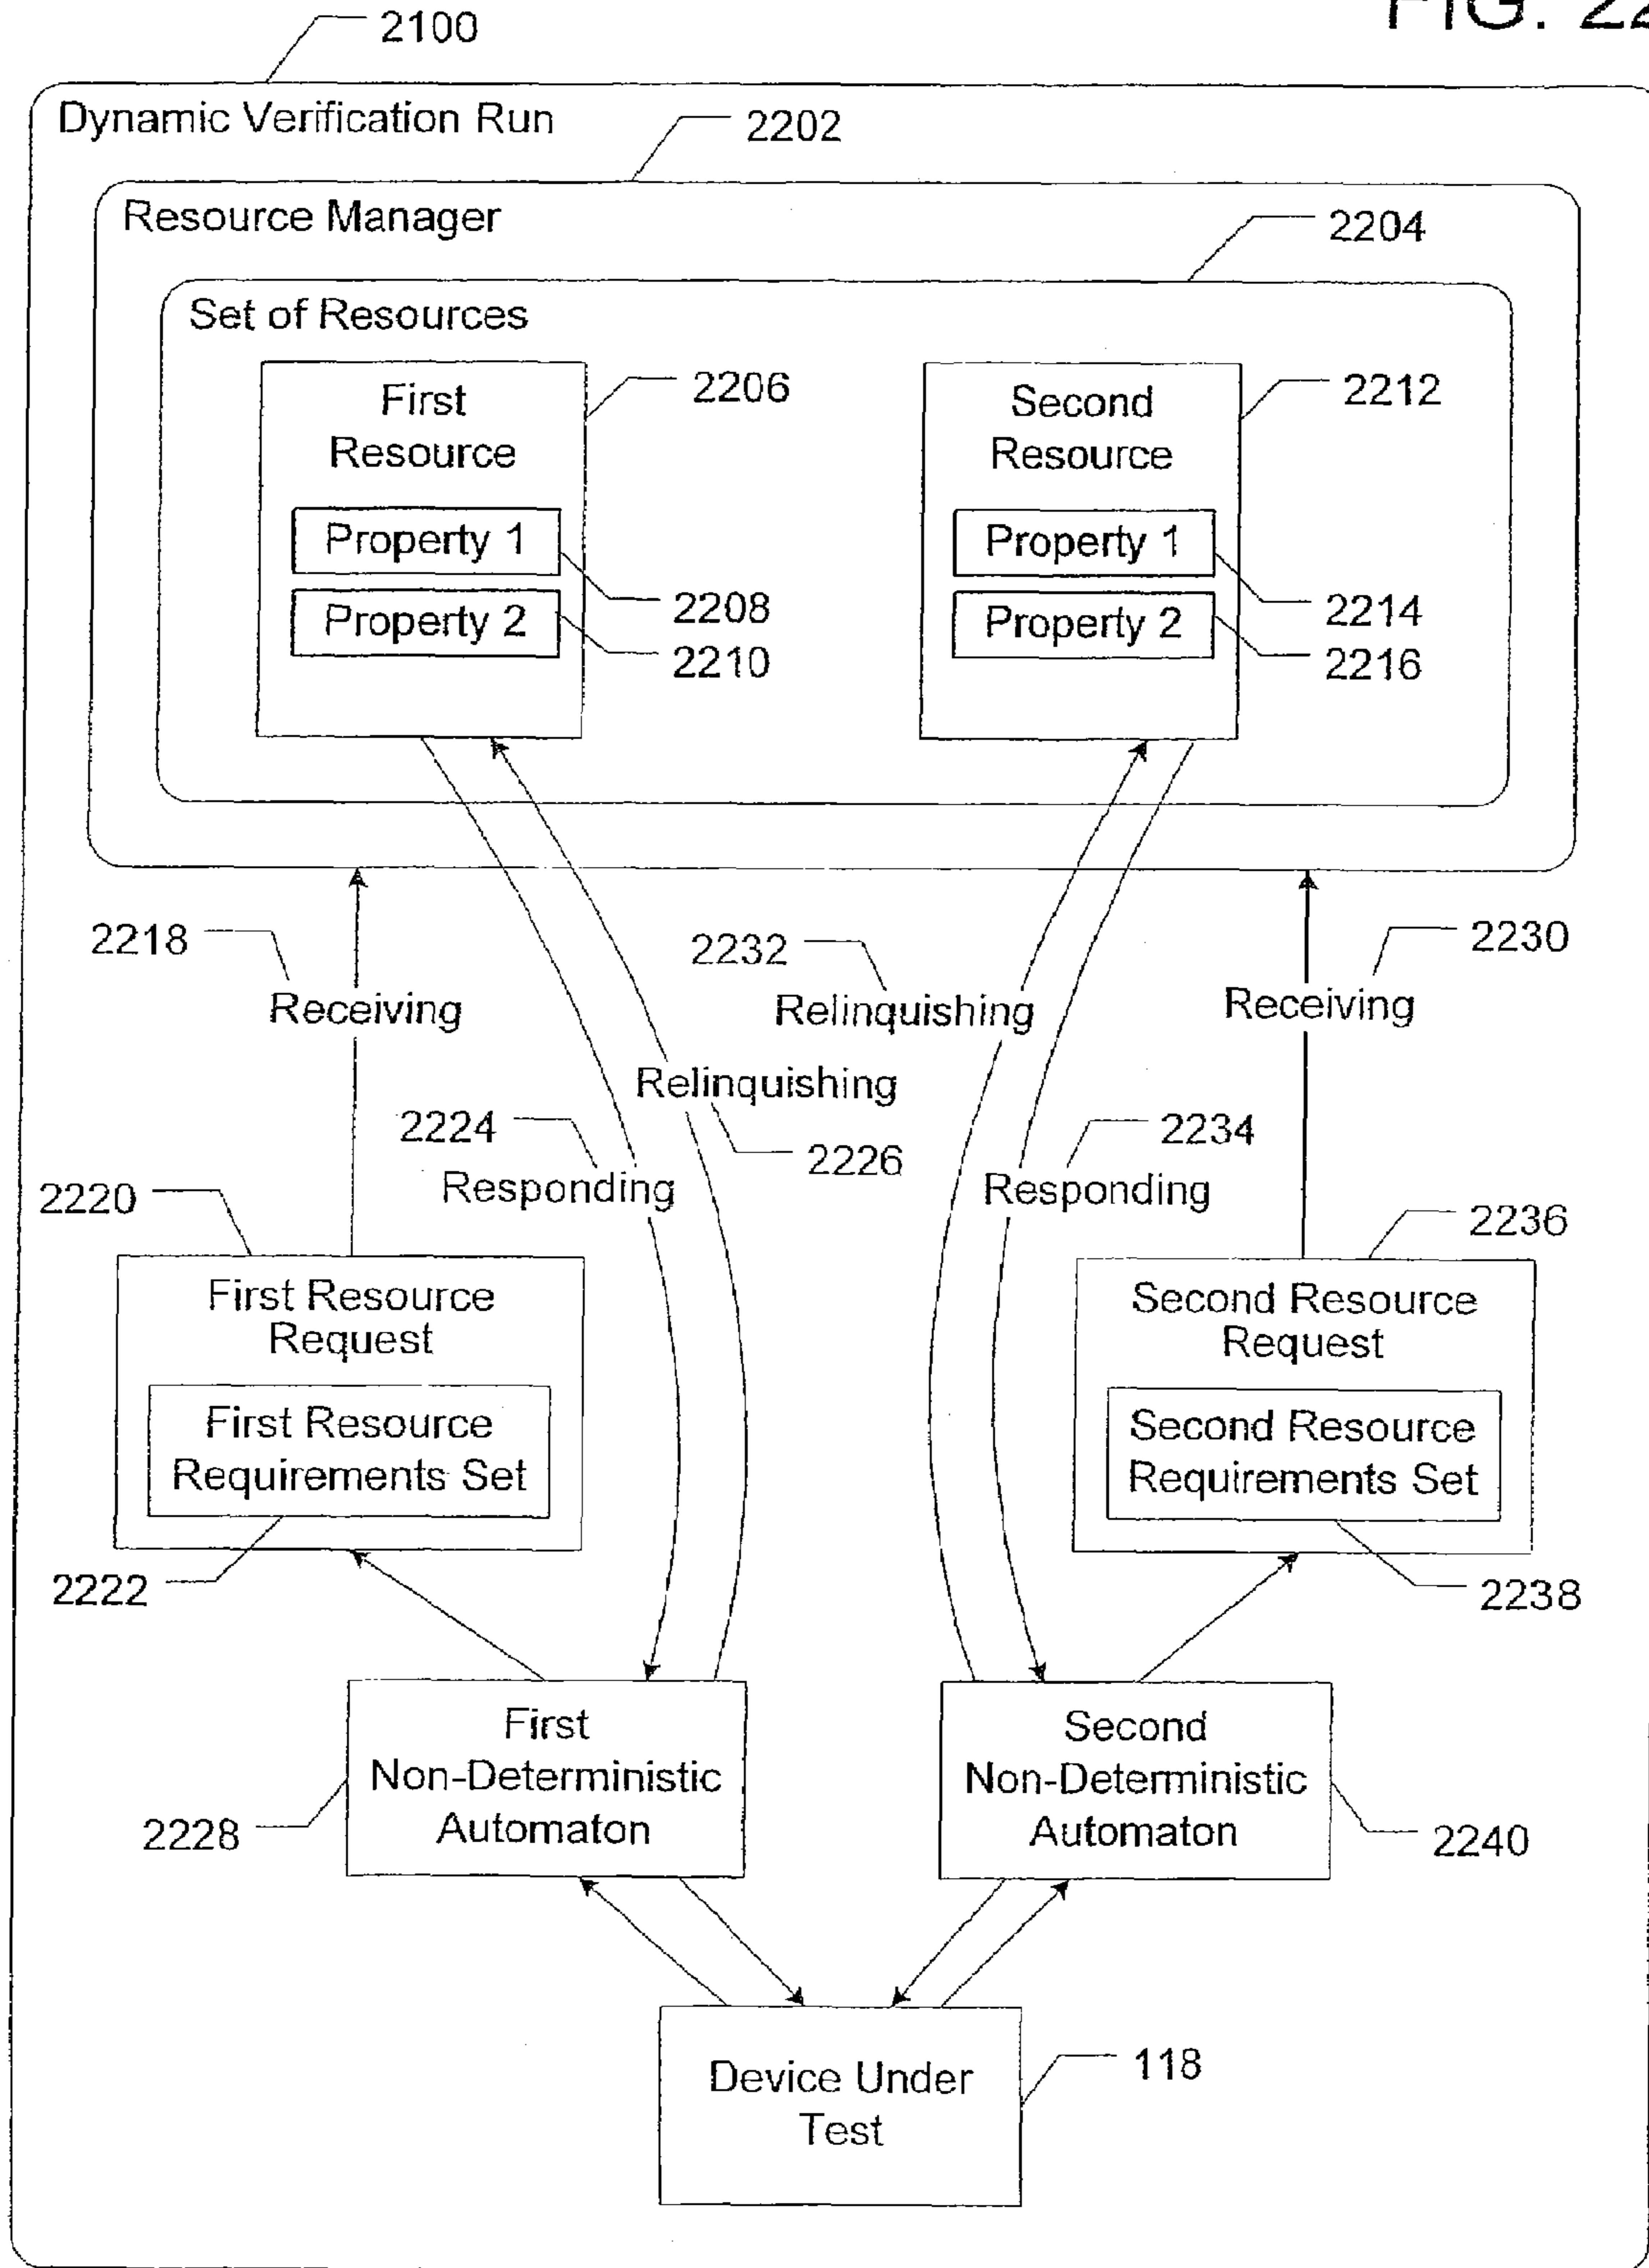 FIG. 22
2100
Dynamic Verification Run
2202
Resource Manager
2204
Set of Resources
First
Resource
2206
Second
Resource
2212
Property 1
Property 2
2208
2210
Property 1
Property 2
2214
2216
2218
Receiving
2232
Relinquishing
2230
Receiving
Relinquishing
2226
2224
Responding
2234
Responding
2220
First Resource
Request
First Resource
Requirements Set
2222
2236
Second Resource
Request
Second Resource
Requirements Set
2238
First
Non-Deterministic
Automaton
2228
Second
Non-Deterministic
Automaton
2240
Device Under
Test
118